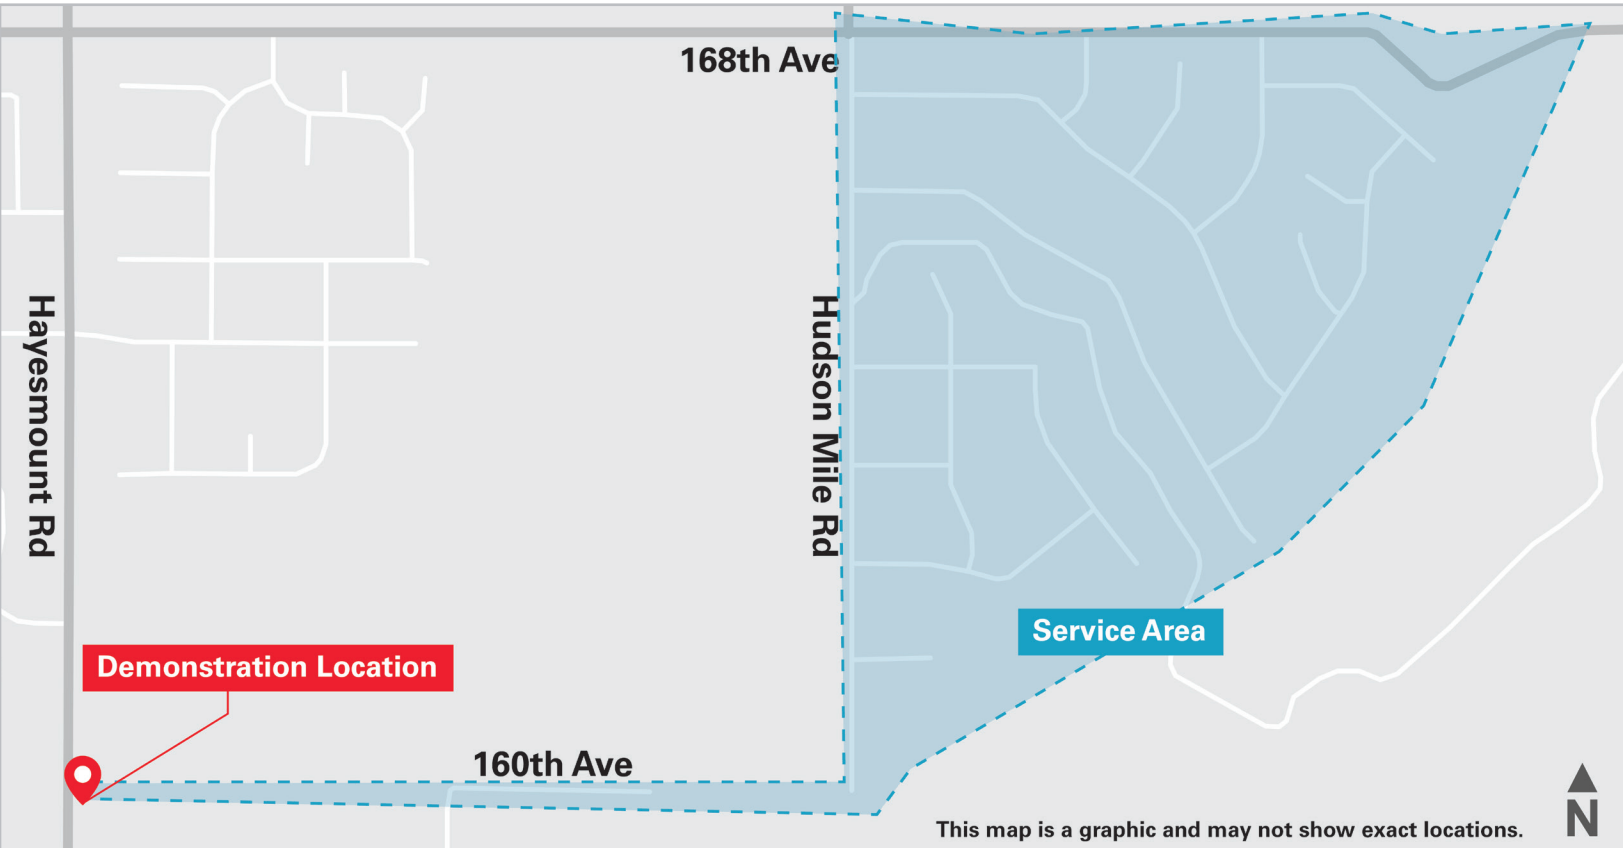 168th Ave
Hayesmount Rd
Hudson Mile Rd
Service Area
Demonstration Location
160th Ave
This map is a graphic and may not show exact locations.
N